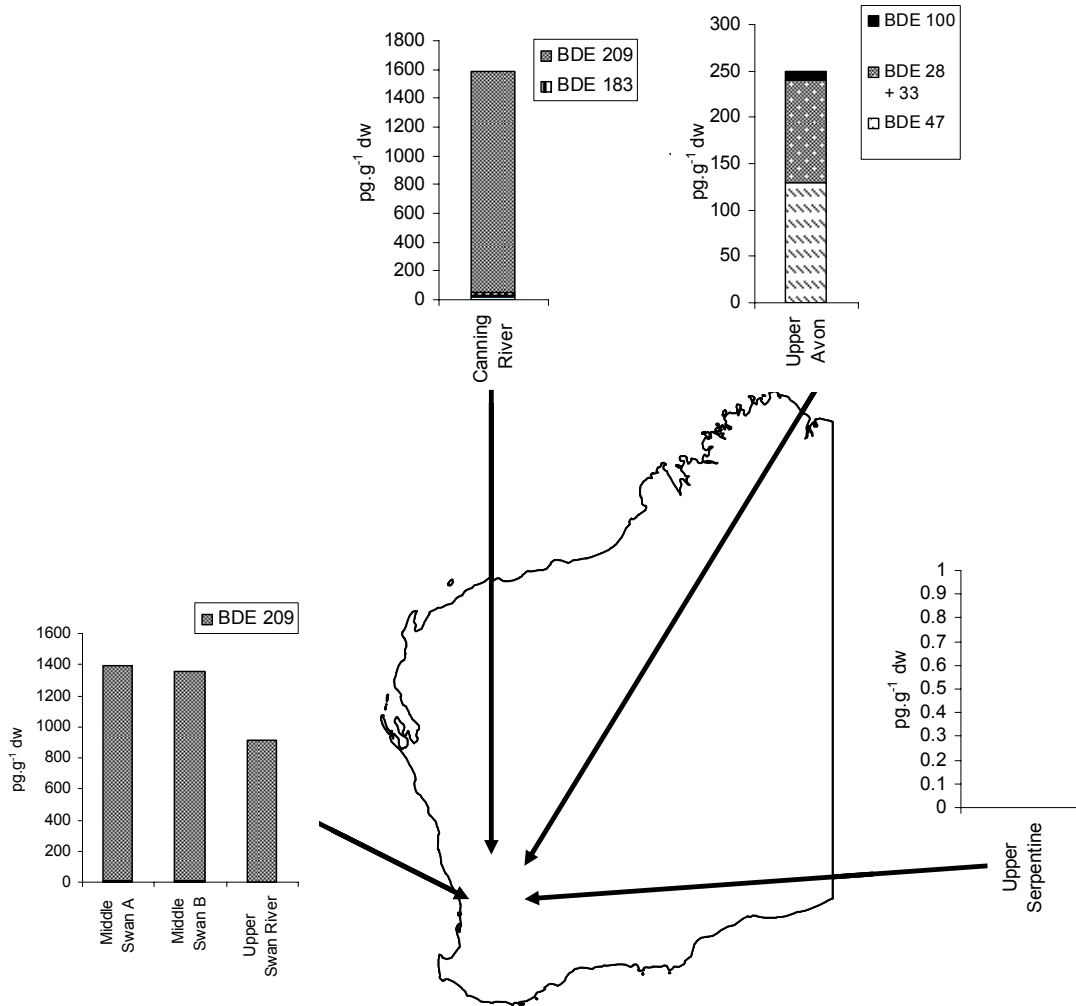 1800
1600
1400
1200
1000
800
600
400
200
0
pg.g⁻¹ dw
Canning
River
BDE 209
BDE 183
300
250
200
150
100
50
0
pg.g⁻¹ dw
Upper
Avon
BDE 100
BDE 28
+ 33
BDE 47
BDE 209
1600
1400
1200
1000
800
600
400
200
0
pg.g⁻¹ dw
Middle
Swan A
Middle
Swan B
Upper
Swan River
1
0.9
0.8
0.7
0.6
0.5
0.4
0.3
0.2
0.1
0
pg.g⁻¹ dw
Upper
Serpentine